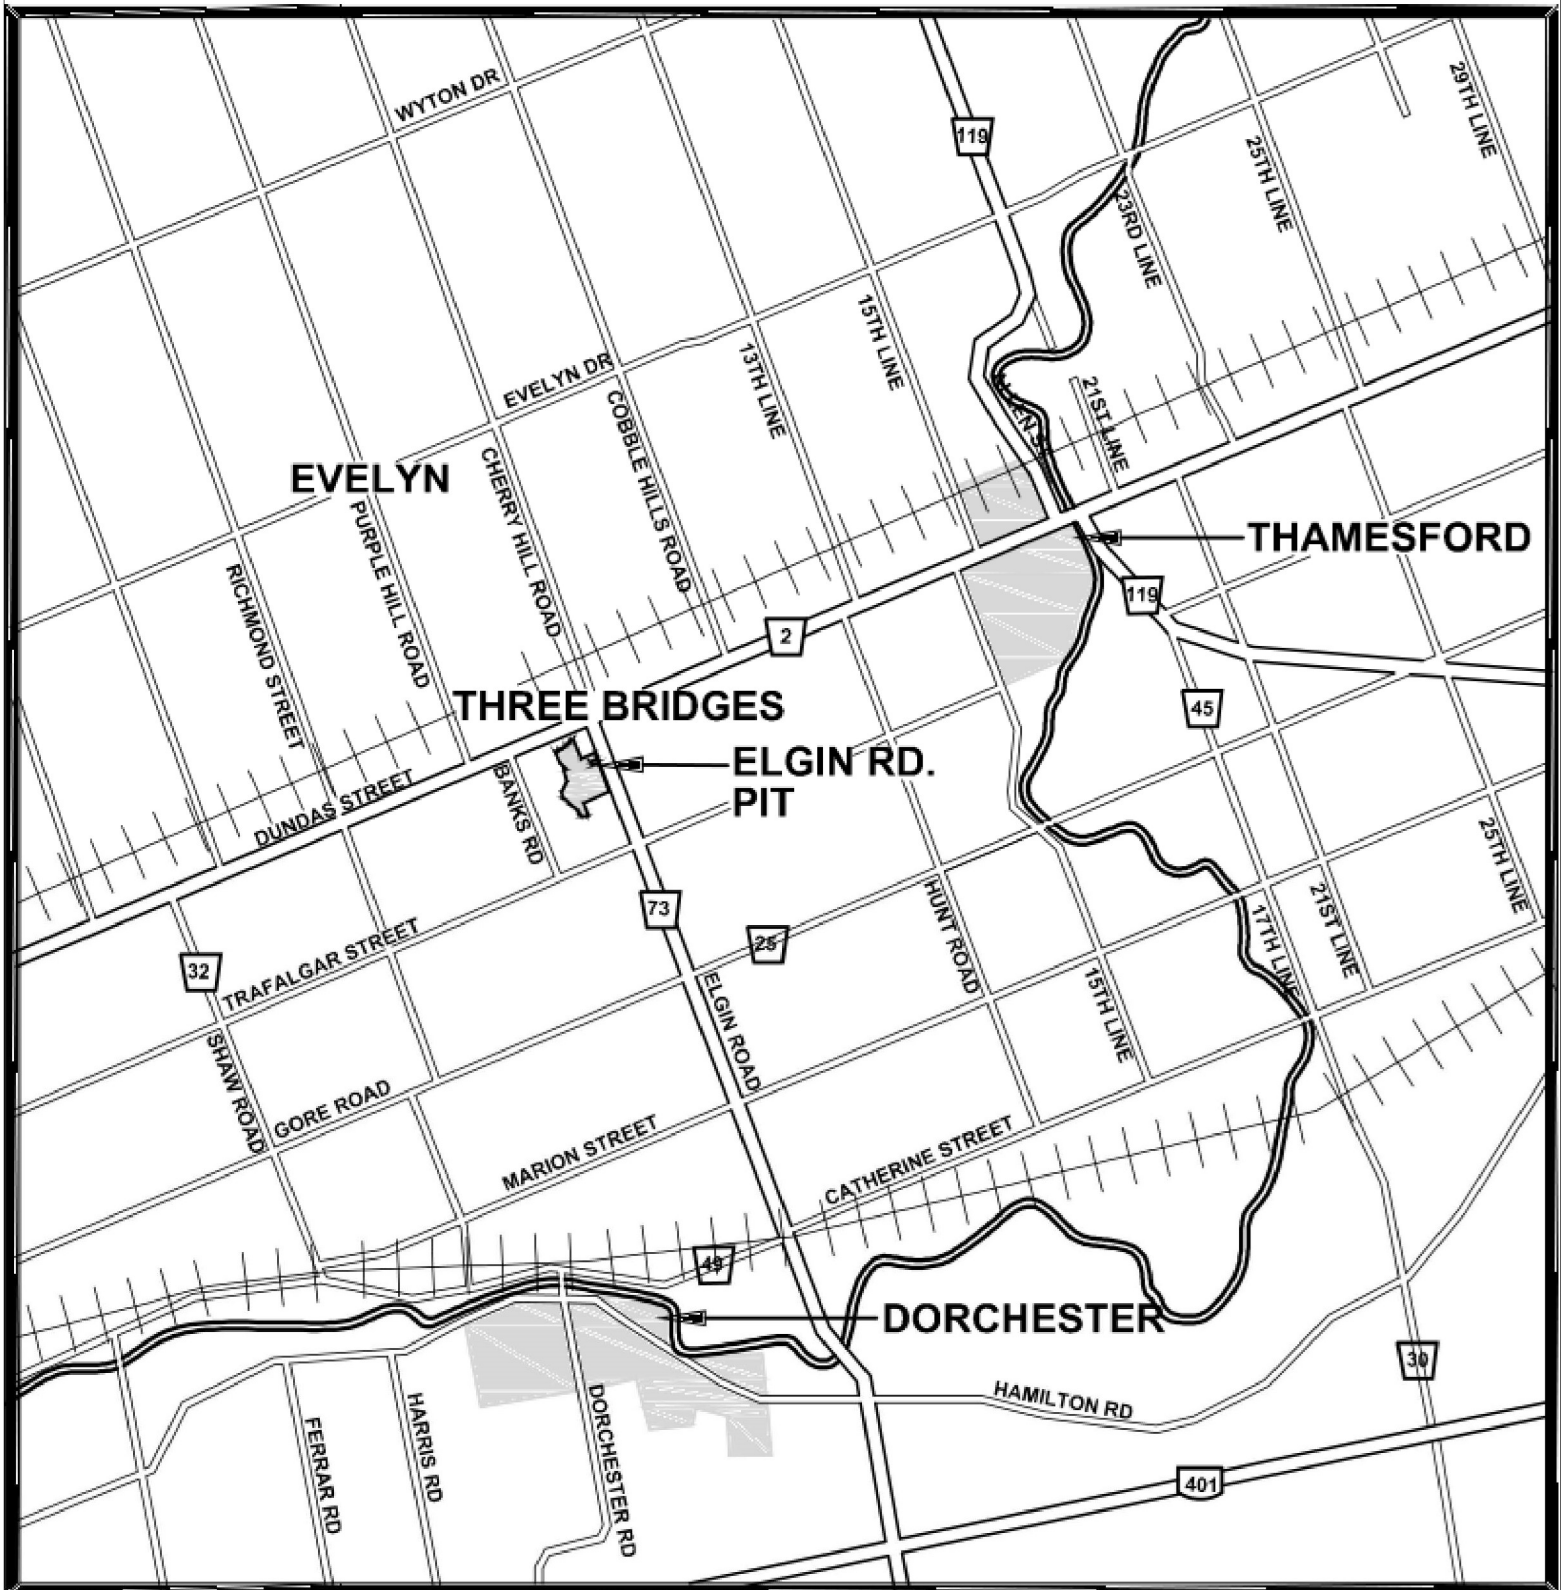 WYTON DR
29TH LINE
119
25TH LINE
23RD LINE
15TH LINE
13TH LINE
EVELYN DR
21ST LINE
COBBLE HILLS ROAD
CHERRY HILL ROAD
EVELYN
PURPLE HILL ROAD
THAMESFORD
RICHMOND STREET
119
2
THREE BRIDGES
45
ELGIN RD.
PIT
BANKS RD
DUNDAS STREET
25TH LINE
73
HUNT ROAD
21ST LINE
17TH LINE
25
TRAFALGAR STREET
32
ELGIN ROAD
15TH LINE
SHAW ROAD
GORE ROAD
MARION STREET
CATHERINE STREET
49
DORCHESTER
30
HAMILTON RD
DORCHESTER RD
HARRIS RD
FERRAR RD
401